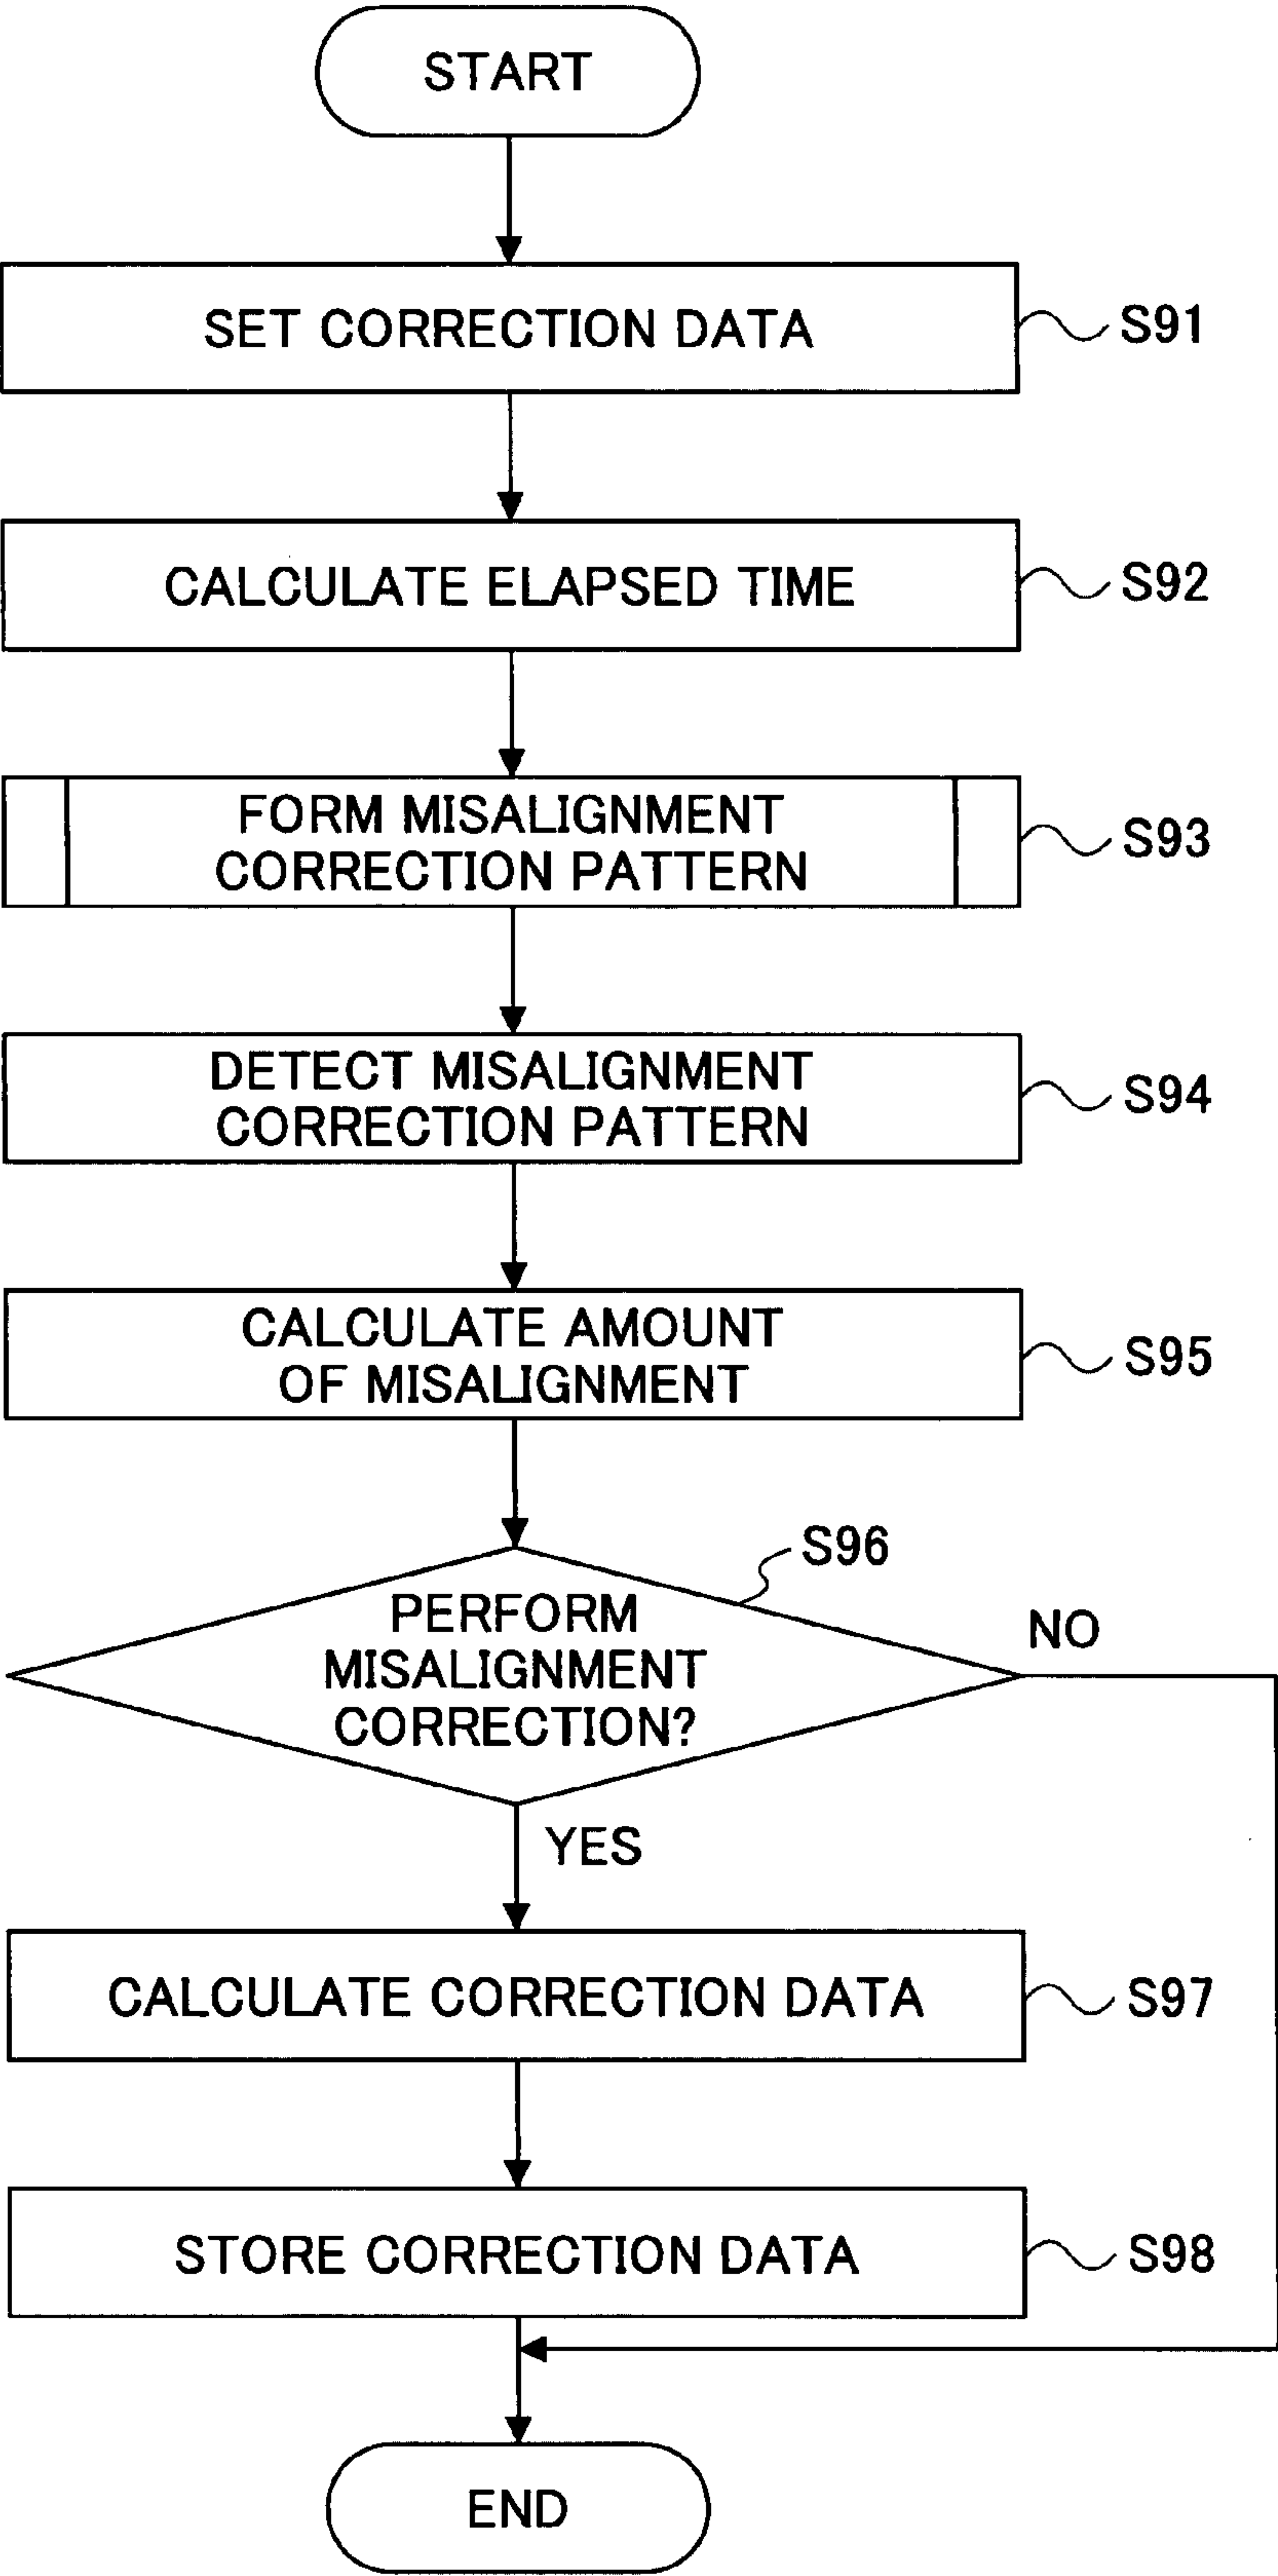 START
SET CORRECTION DATA
S91
CALCULATE ELAPSED TIME
S92
FORM MISALIGNMENT
CORRECTION PATTERN
S93
DETECT MISALIGNMENT
CORRECTION PATTERN
S94
CALCULATE AMOUNT
OF MISALIGNMENT
S95
S96
PERFORM
MISALIGNMENT
CORRECTION?
NO
YES
CALCULATE CORRECTION DATA
S97
STORE CORRECTION DATA
S98
END